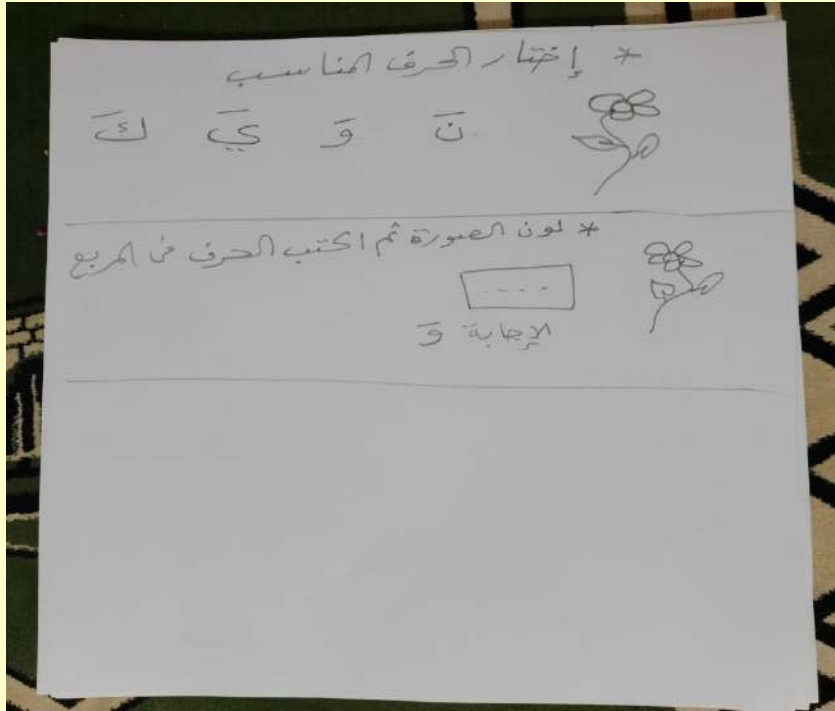 * إختار الحرف المناسب
نَ وَ يَ كَ
* لون الصورة ثم اكتب الحرف في المربع
....
الإجابة وَ